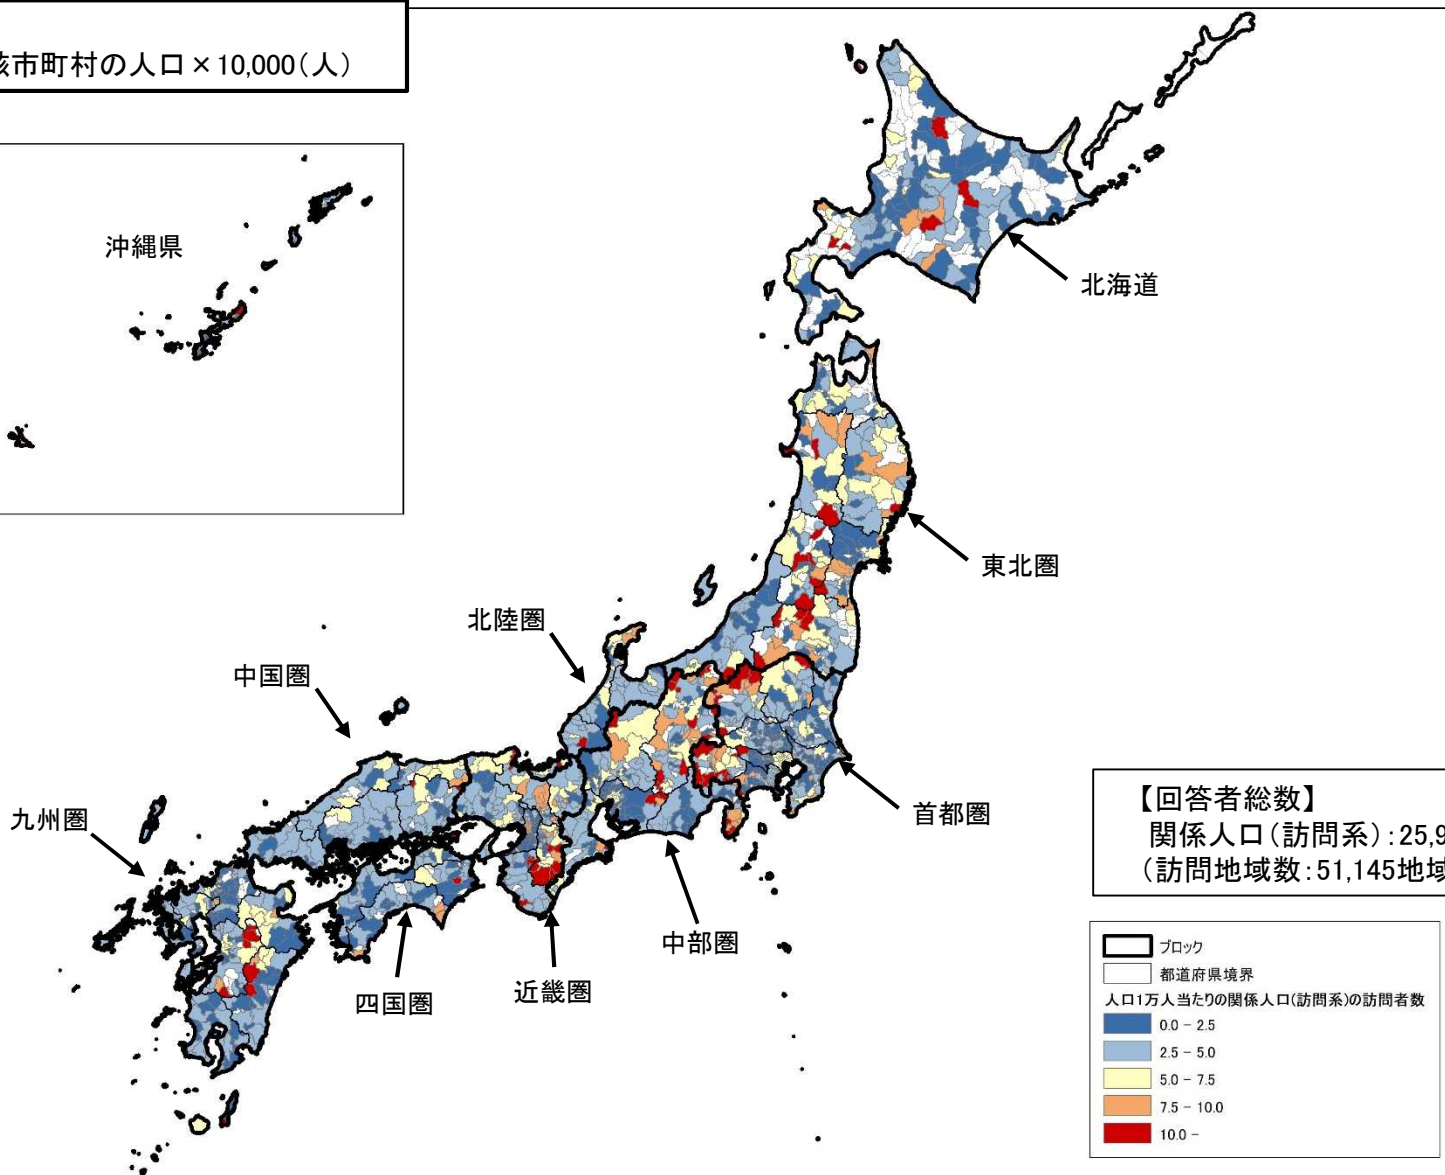 市町村の人口×10,000(人)
沖縄県
北海道
東北圏
北陸圏
中国圏
九州圏
首都圏
中部圏
近畿圏
四国圏
【回答者総数】
関係人口(訪問系):25,9
(訪問地域数:51,145地域
ブロック
都道府県境界
人口1万人当たりの関係人口(訪問系)の訪問者数
0.0 - 2.5
2.5 - 5.0
5.0 - 7.5
7.5 - 10.0
10.0 -